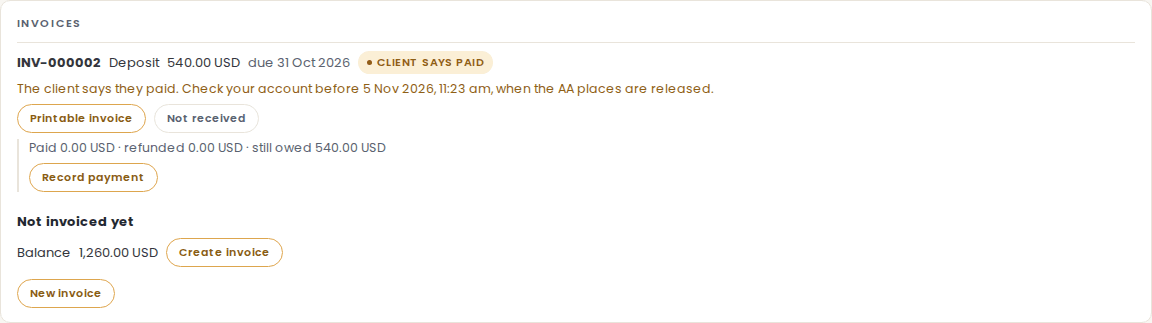 INVOICES
INV-000002 Deposit 540.00 USD due 31 Oct 2026 CLIENT SAYS PAID
The client says they paid. Check your account before 5 Nov 2026, 11:23 am, when the AA places are released.
Printable invoice Not received
Paid 0.00 USD · refunded 0.00 USD · still owed 540.00 USD
Record payment
Not invoiced yet
Balance 1,260.00 USD Create invoice
New invoice